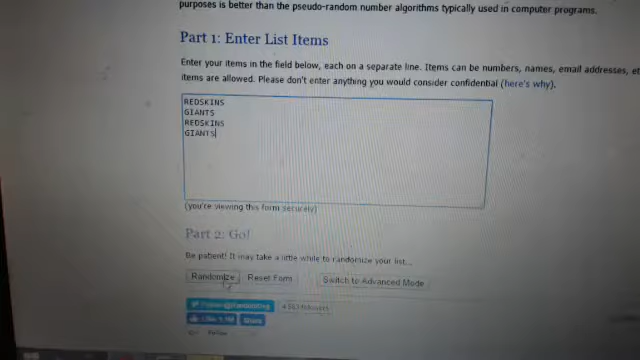 purposes is better than the pseudo-random number algorithms typically used in computer programs.
Part 1: Enter List Items
Enter your items in the field below, each on a separate line. Items can be numbers, names, email addresses, et
items are allowed. Please don't enter anything you would consider confidential (here's why).
REDSKINS
GIANTS
REDSKINS
GIANTS
(you're viewing this form securely)
Part 2: Go!
Be patient! It may take a little while to randomize your list...
Randomize Reset Form Switch to Advanced Mode
Like Share